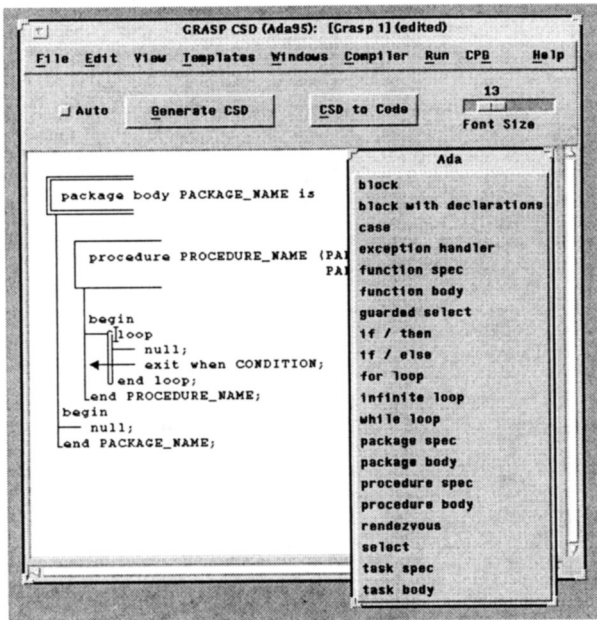 GRASP CSD (Ada95): [Grasp 1] (edited)
File Edit View Templates Windows Compiler Run CPG Help
13
Auto Generate CSD CSD to Code
Font Size
Ada
block
block with declarations
case
exception handler
function spec
function body
guarded select
if / then
if / else
for loop
infinite loop
while loop
package spec
package body
procedure spec
procedure body
rendezvous
select
task spec
task body
package body PACKAGE_NAME is
procedure PROCEDURE_NAME (PA
PA
begin
loop
null;
exit when CONDITION;
end loop;
end PROCEDURE_NAME;
begin
null;
end PACKAGE_NAME;